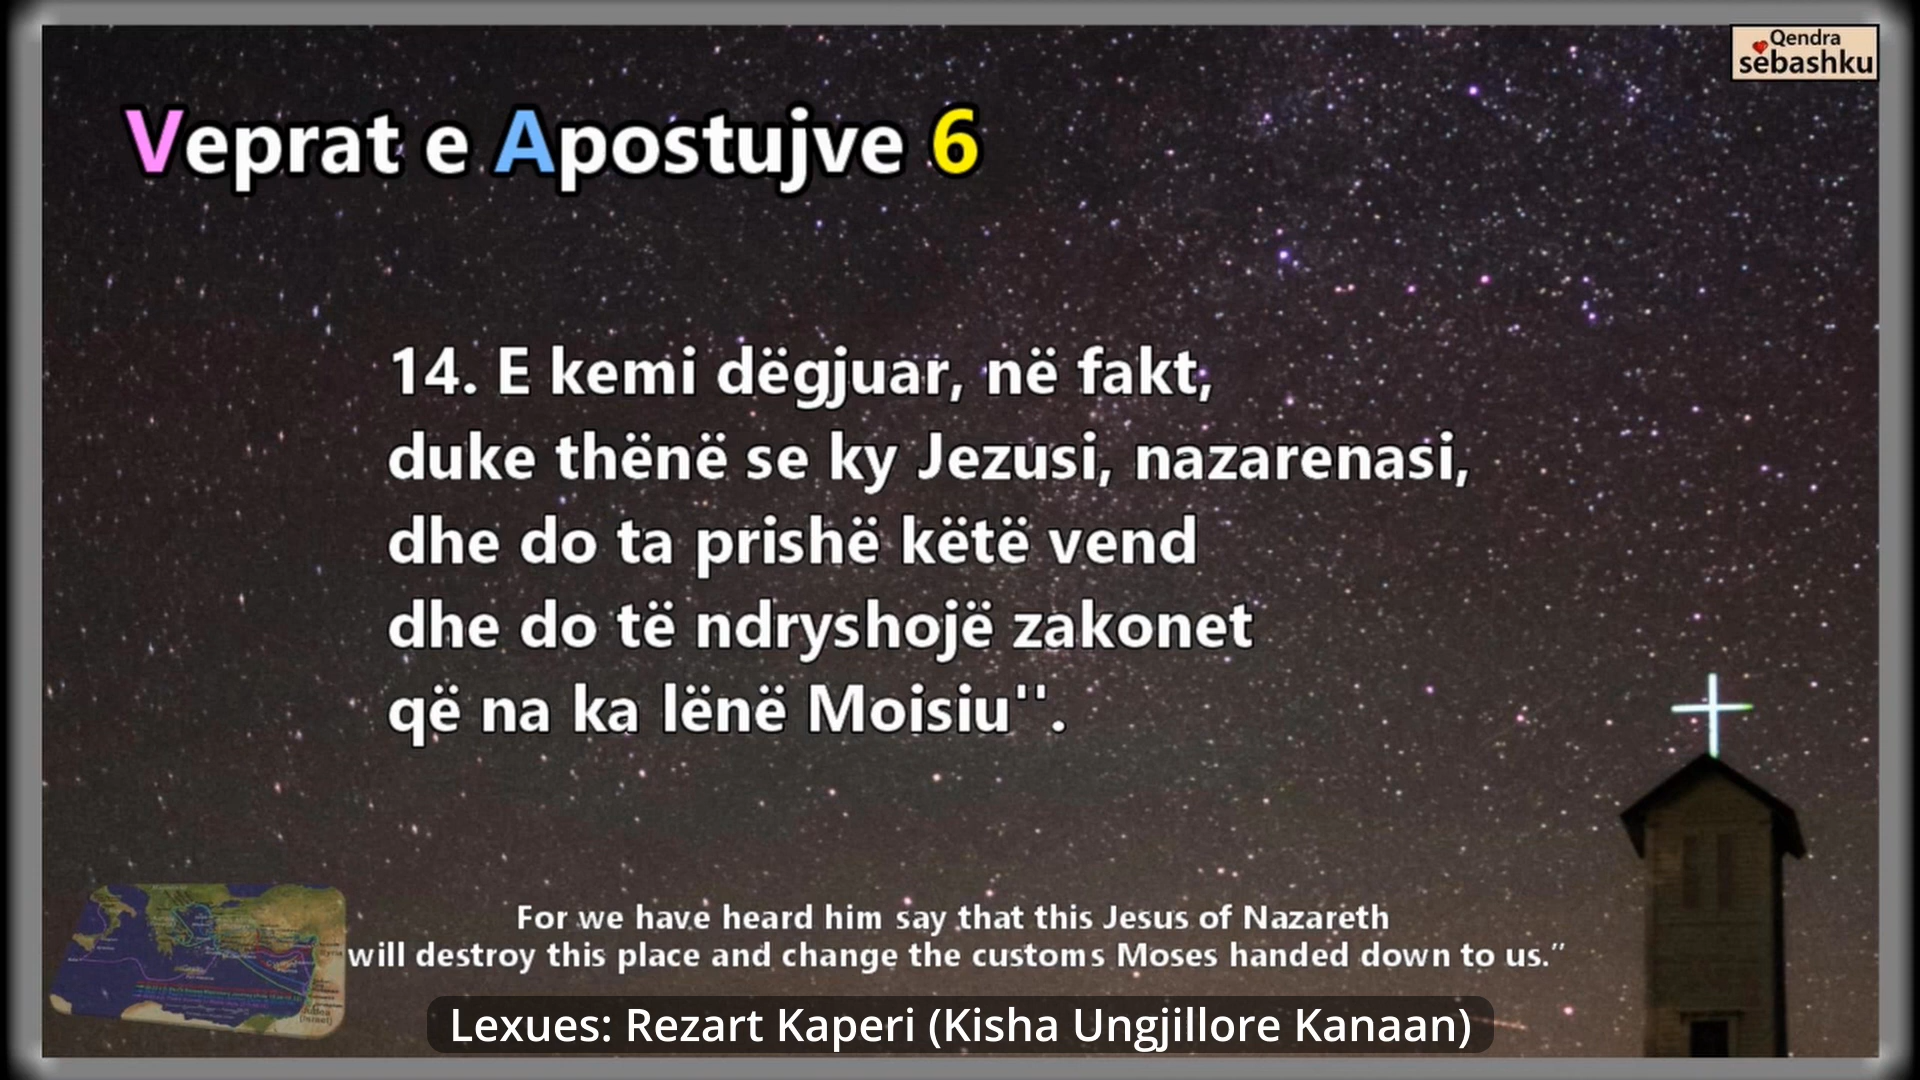 Qendra
sëbashku
Veprat e Apostujve 6
14. E kemi dëgjuar, në fakt,
duke thënë se ky Jezusi, nazarenasi,
dhe do ta prishë këtë vend
dhe do të ndryshojë zakonet
që na ka lënë Moisiu''.
For we have heard him say that this Jesus of Nazareth
will destroy this place and change the customs Moses handed down to us.”
Lexues: Rezart Kaperi (Kisha Ungjillore Kanaan)